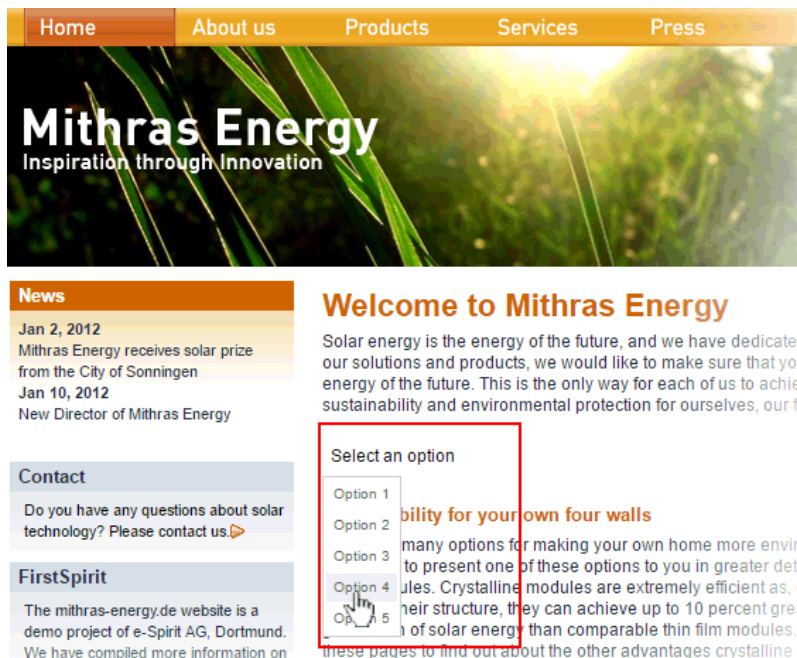 Home About us Products Services Press
Mithras Energy
Inspiration through Innovation
News
Jan 2, 2012
Mithras Energy receives solar prize
from the City of Sonningen
Jan 10, 2012
New Director of Mithras Energy
Contact
Do you have any questions about solar
technology? Please contact us.
FirstSpirit
The mithras-energy.de website is a
demo project of e-Spirit AG, Dortmund.
We have compiled more information on
Welcome to Mithras Energy
Solar energy is the energy of the future, and we have dedicate
our solutions and products, we would like to make sure that yo
energy of the future. This is the only way for each of us to achie
sustainability and environmental protection for ourselves, our f
Select an option
Option 1
Option 2
Option 3
Option 4
5
bility for your own four walls
many options for making your own home more envir
to present one of these options to you in greater det
ules. Crystalline modules are extremely efficient as,
heir structure, they can achieve up to 10 percent gre
n of solar energy than comparable thin film modules.
these pages to find out about the other advantages crystalline